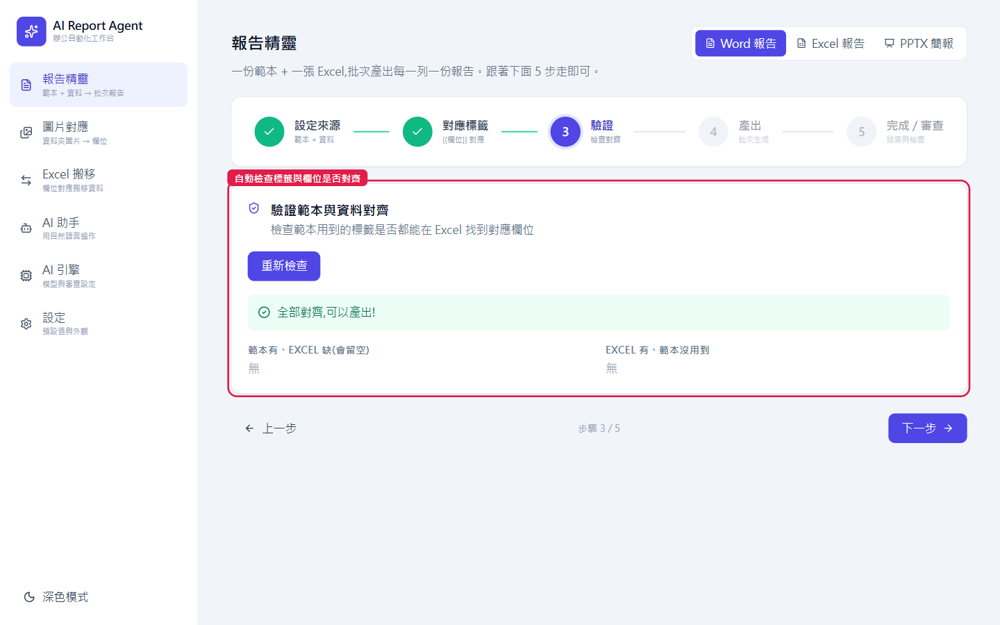 AI Report Agent
辦公自動化工作台
報告精靈
範本 + 資料 → 批次報告
圖片對應
資料夾圖片 → 欄位
Excel 搬移
欄位對應搬移資料
AI 助手
用自然語言操作
AI 引擎
模型與審查設定
設定
預設值與外觀
深色模式
報告精靈
一份範本 + 一張 Excel,批次產出每一列一份報告。跟著下面 5 步走即可。
Word 報告
Excel 報告
PPTX 簡報
設定來源
範本 + 資料
對應標籤
{{欄位}} 對應
3
驗證
檢查對齊
4
產出
批次生成
5
完成 / 審查
結果與檢查
自動檢查標籤與欄位是否對齊
驗證範本與資料對齊
檢查範本用到的標籤是否都能在 Excel 找到對應欄位
重新檢查
全部對齊,可以產出!
範本有、EXCEL 缺(會留空)
無
EXCEL 有、範本沒用到
無
上一步
步驟 3 / 5
下一步